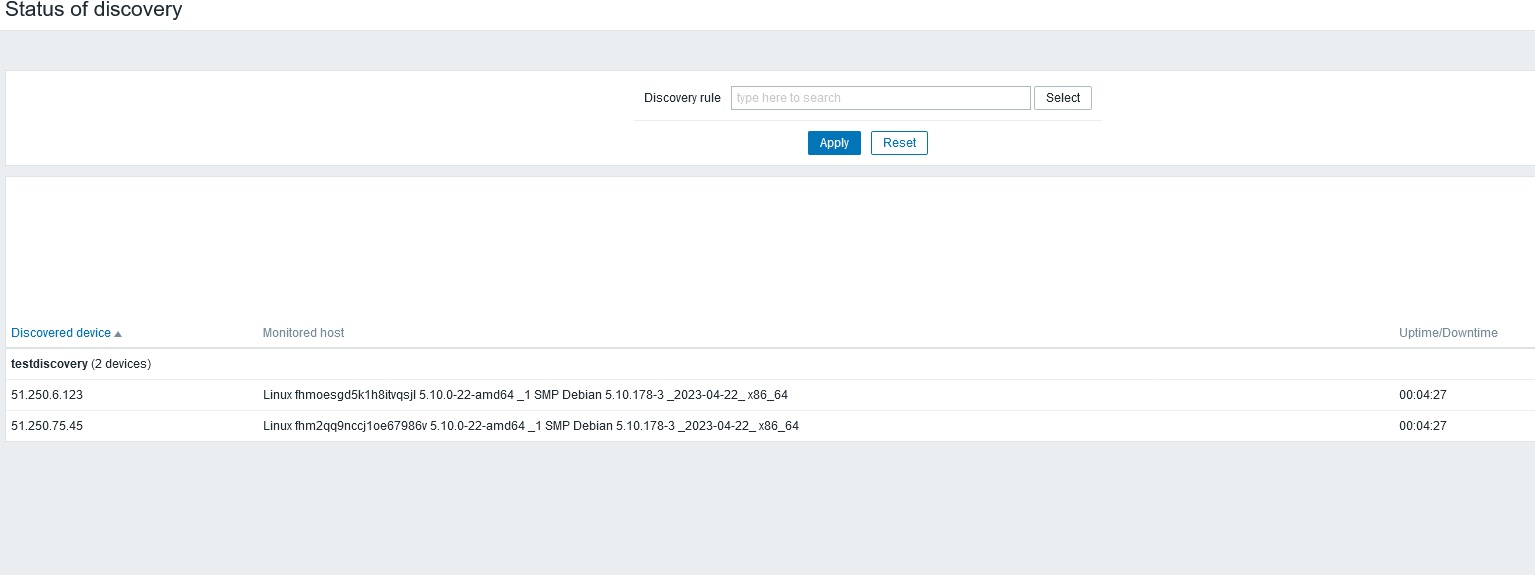 Status of discovery
Discovery rule type here to search Select
Apply Reset
Discovered device Monitored host Uptime/Downtime
testdiscovery (2 devices)
51.250.6.123 Linux fhmoesgd5k1h8itvqsjl 5.10.0-22-amd64 _1 SMP Debian 5.10.178-3 _2023-04-22_ x86_64 00:04:27
51.250.75.45 Linux fhm2qq9nccj1oe67986v 5.10.0-22-amd64 _1 SMP Debian 5.10.178-3 _2023-04-22_ x86_64 00:04:27